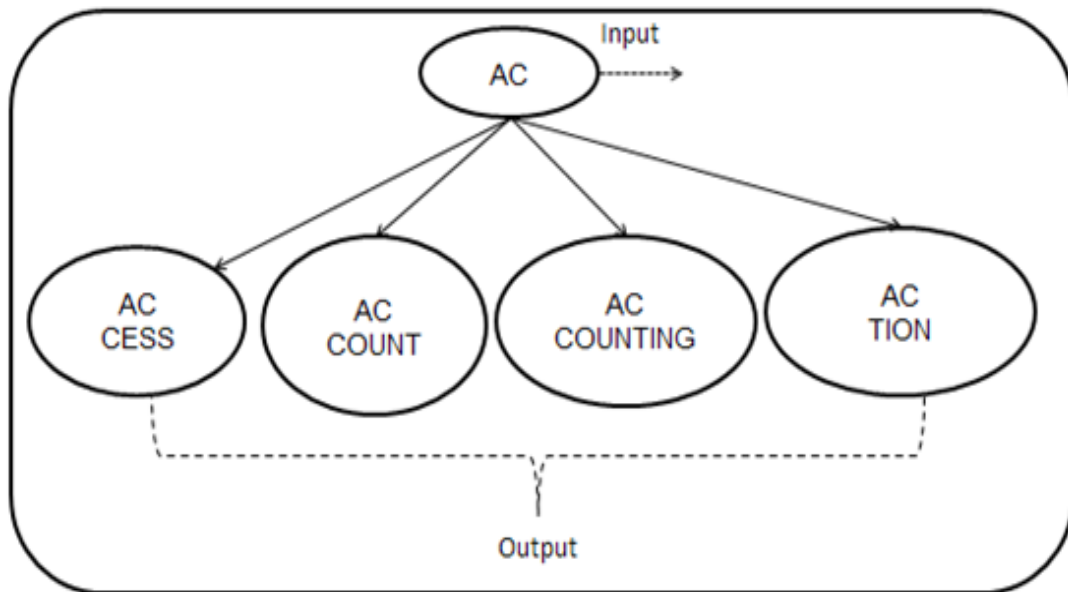 Input
AC
AC
CESS
AC
COUNT
AC
COUNTING
AC
TION
Output